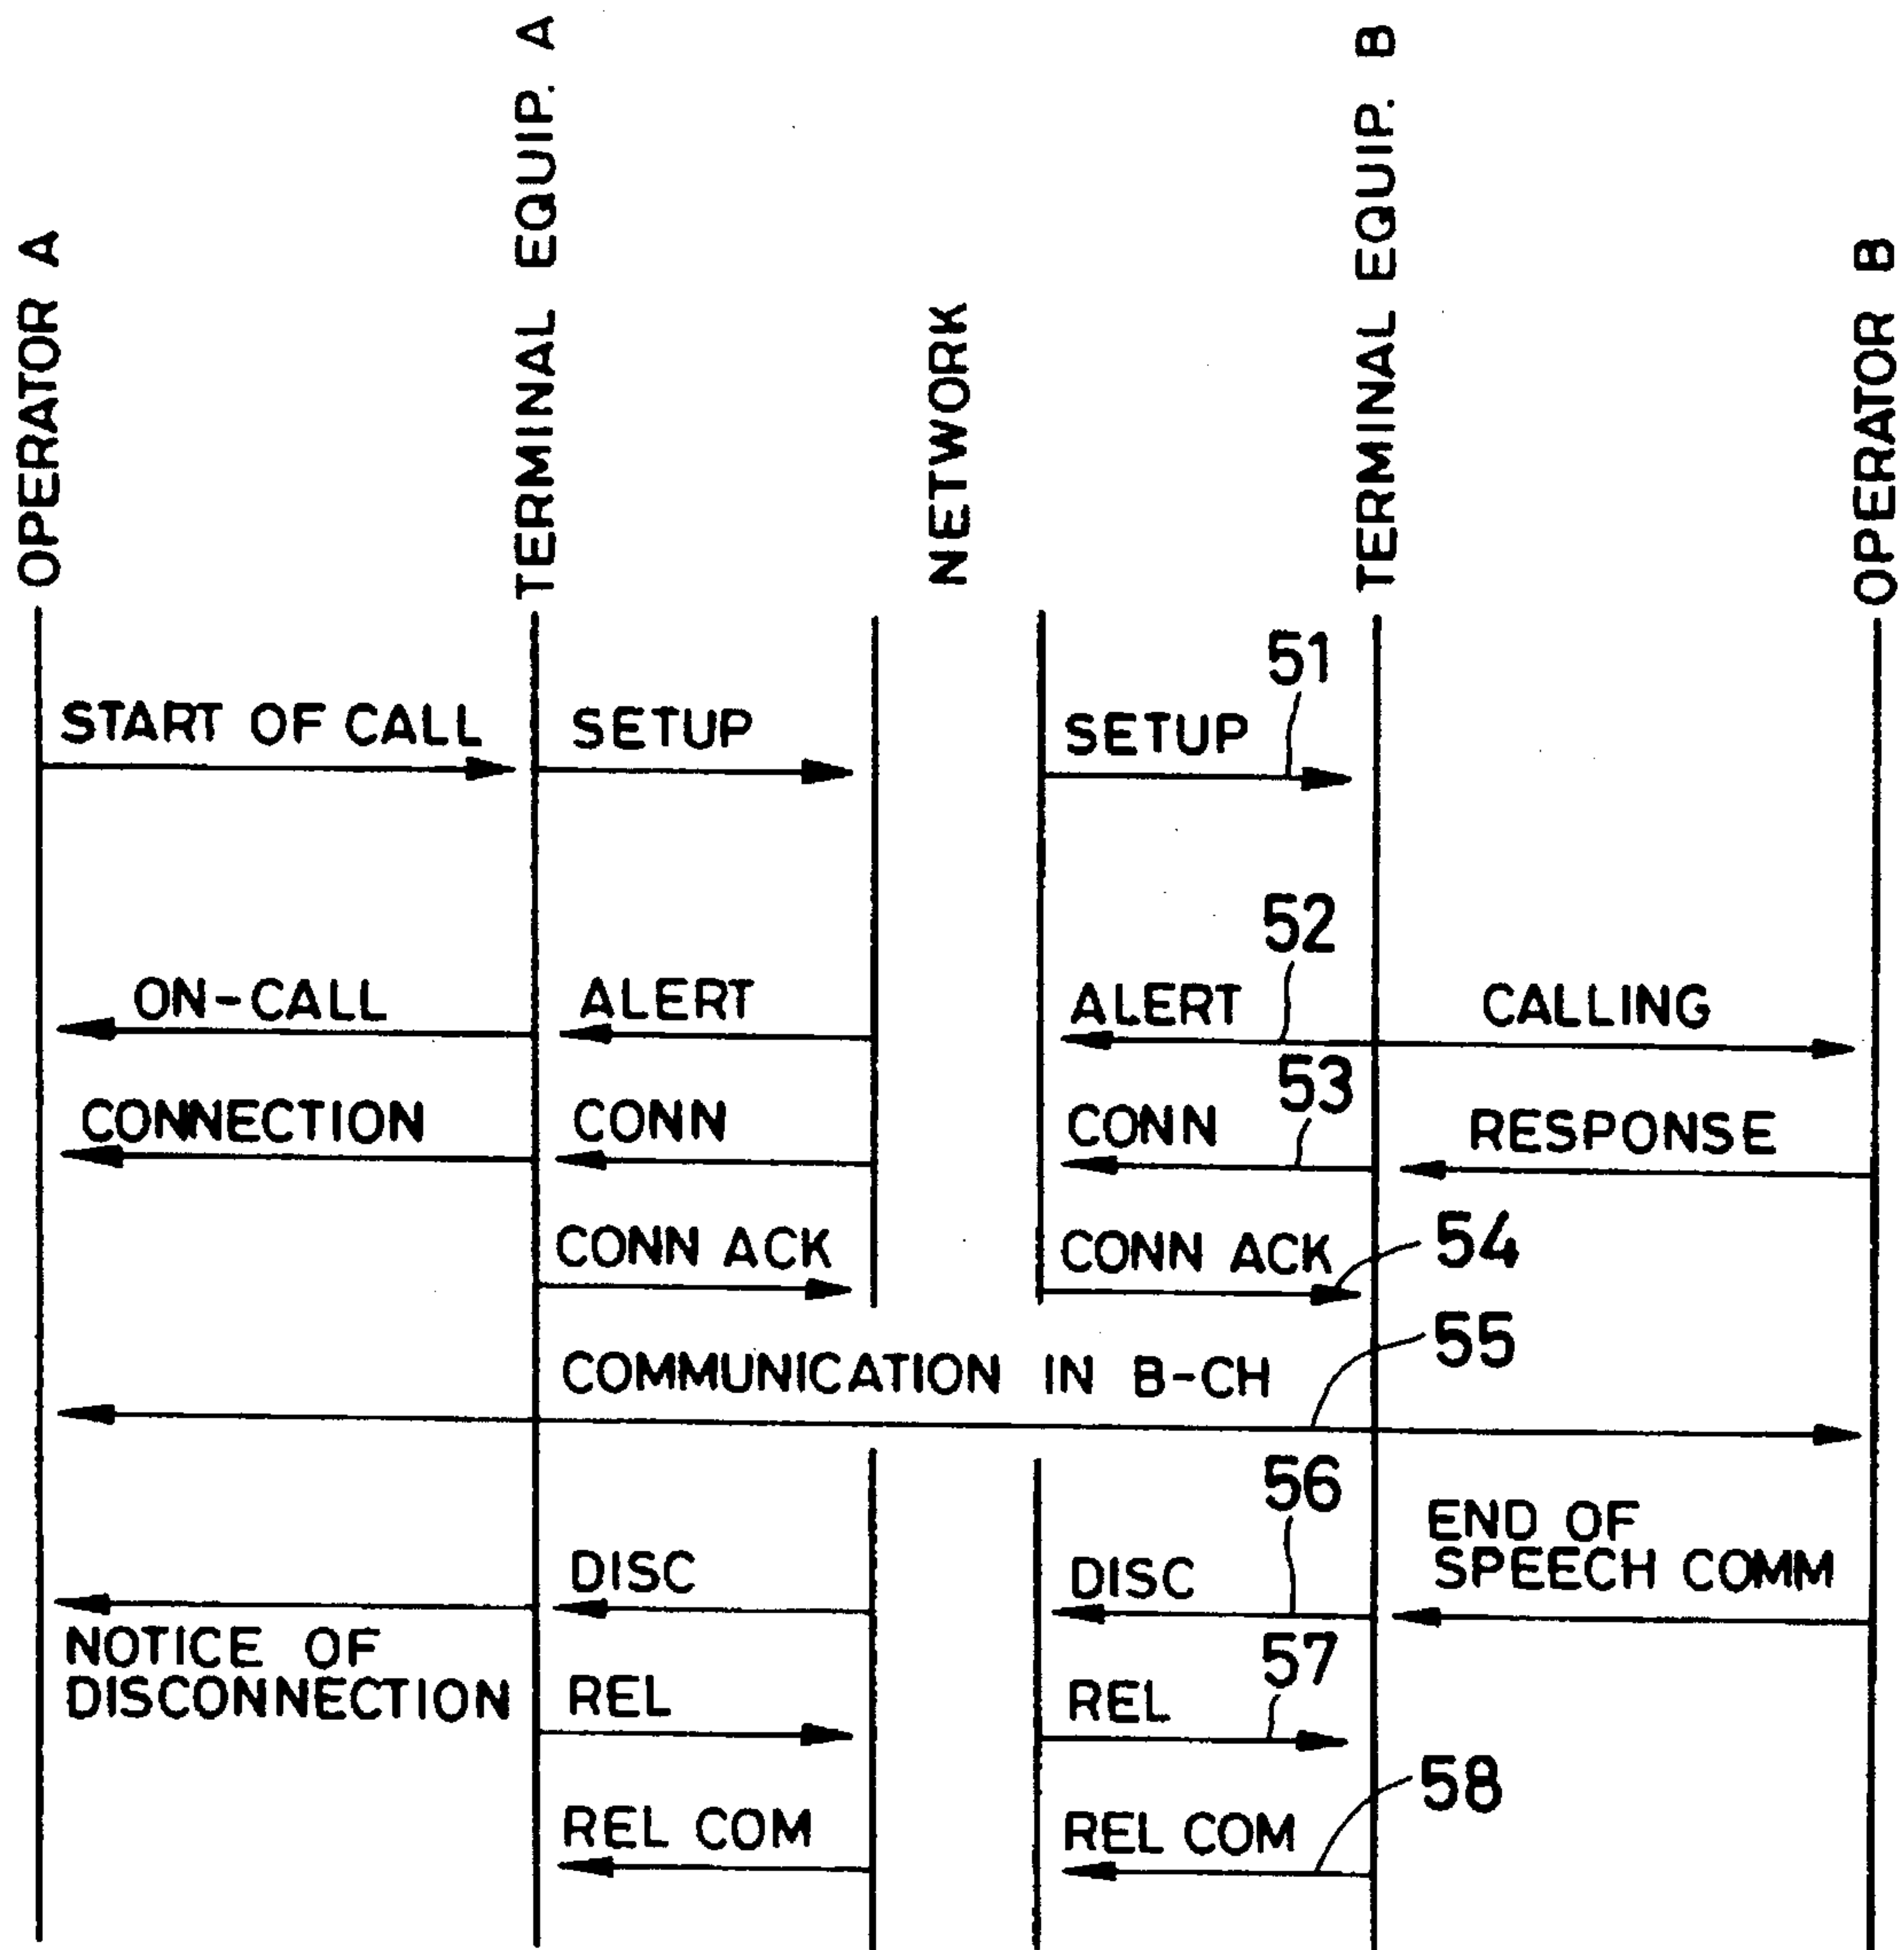 OPERATOR A
TERMINAL EQUIP. A
NETWORK
TERMINAL EQUIP. B
OPERATOR B
51
START OF CALL
SETUP
SETUP
52
ON-CALL
ALERT
ALERT
CALLING
53
CONNECTION
CONN
CONN
RESPONSE
CONN ACK
CONN ACK
54
55
COMMUNICATION IN B-CH
56
DISC
DISC
END OF
SPEECH COMM
NOTICE OF
DISCONNECTION
57
REL
REL
58
REL COM
REL COM